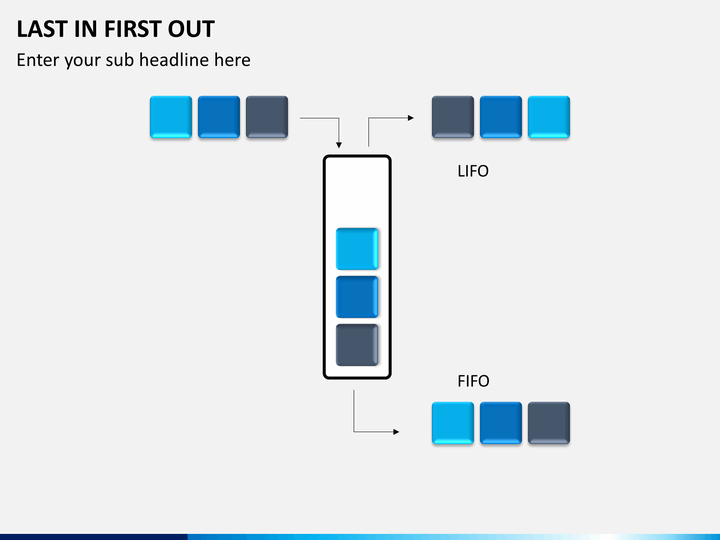 LAST IN FIRST OUT
Enter your sub headline here
LIFO
FIFO